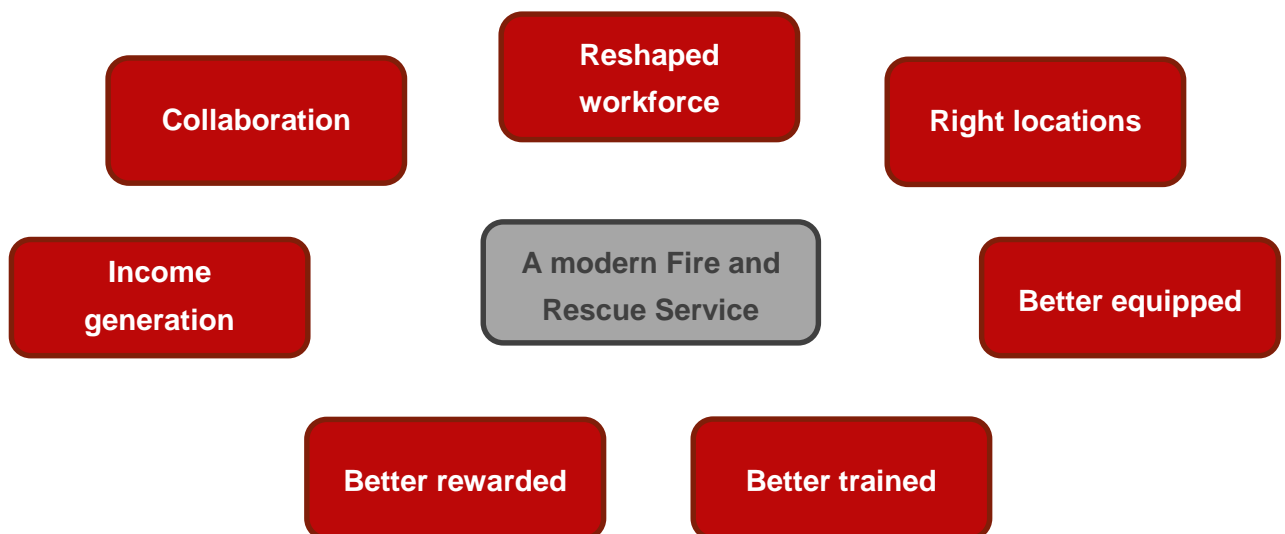 Reshaped
workforce
Collaboration
Right locations
Income
generation
A modern Fire and
Rescue Service
Better equipped
Better rewarded
Better trained